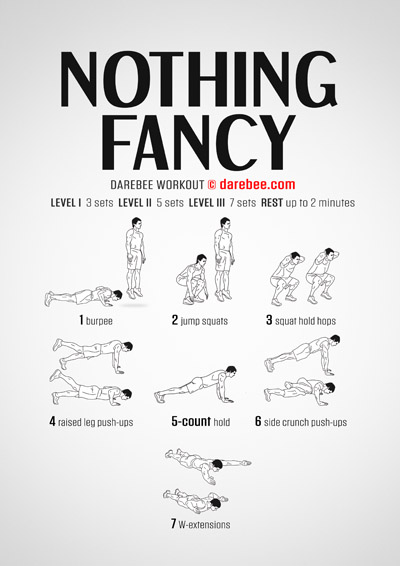 NOTHING
FANCY
DAREBEE WORKOUT © darebee.com
LEVEL I 3 sets LEVEL II 5 sets LEVEL III 7 sets REST up to 2 minutes
1 burpee
2 jump squats
3 squat hold hops
4 raised leg push-ups
5-count hold
6 side crunch push-ups
7 W-extensions